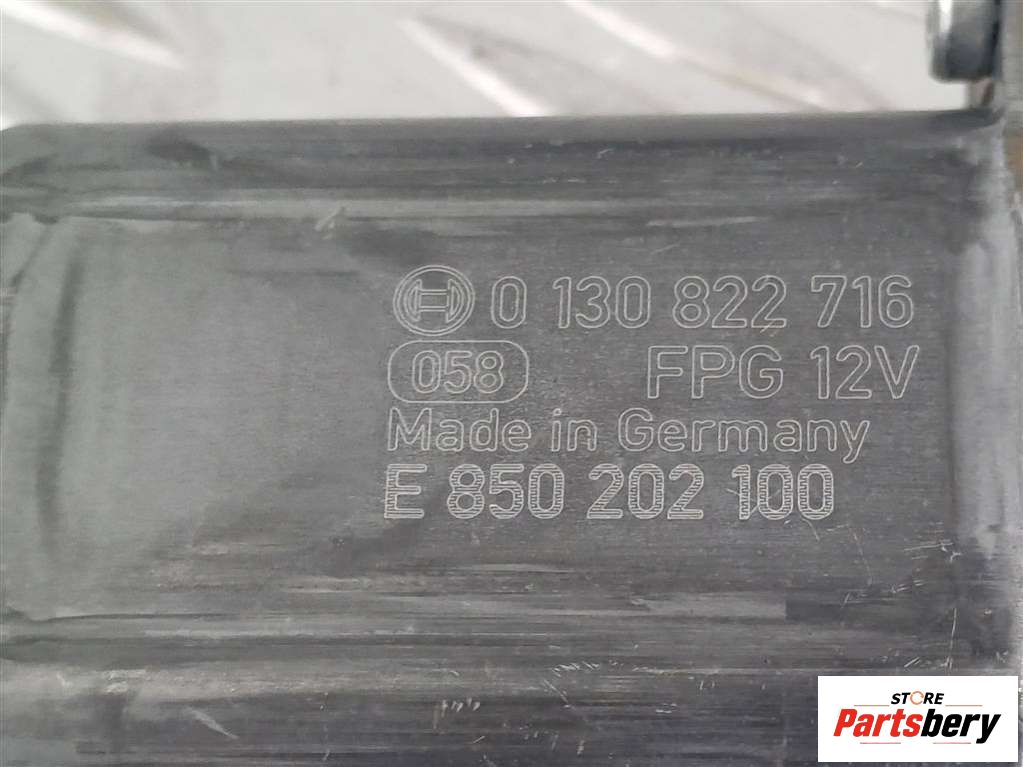 0 130 822 716
058 FPG 12V
Made in Germany
E 850 202 100
STORE
Partsbery